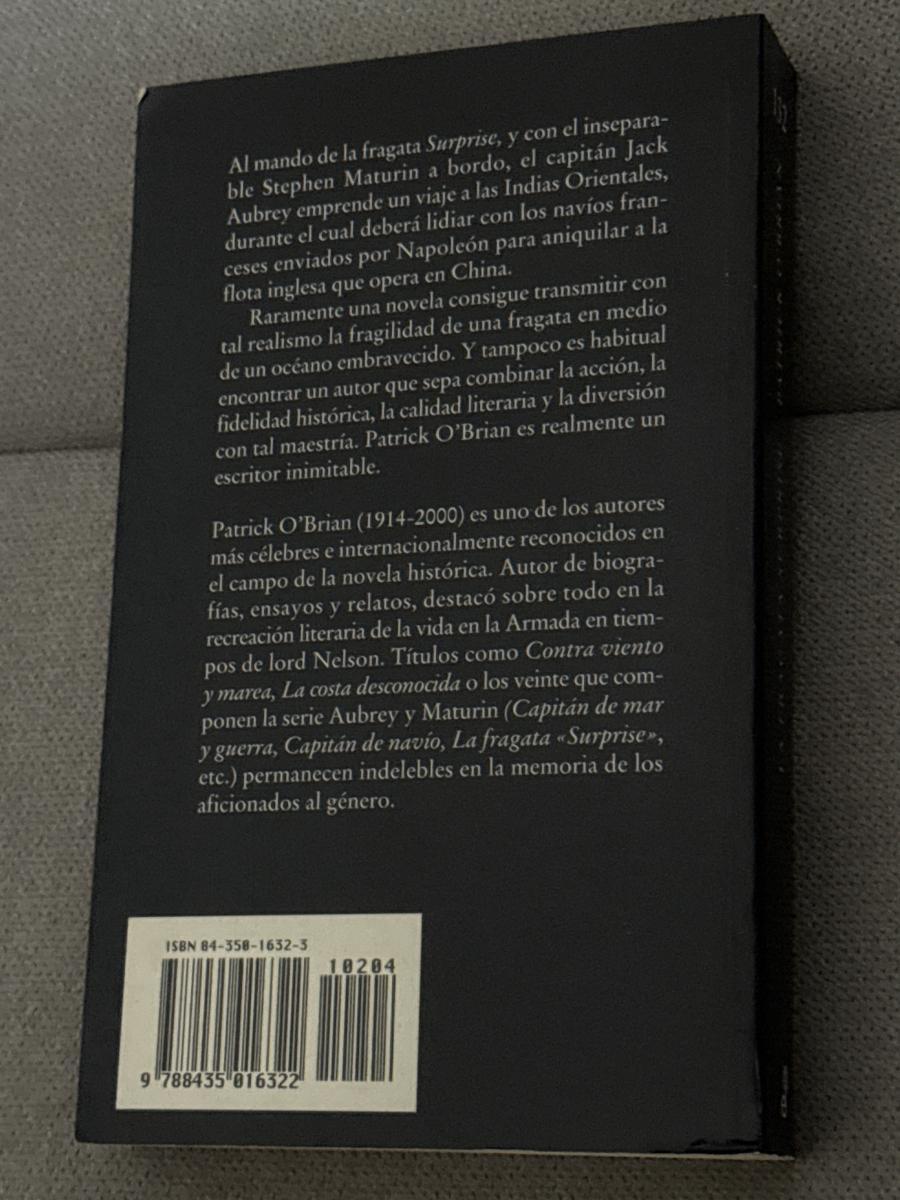 Al mando de la fragata Surprise, y con el insepara-
ble Stephen Maturin a bordo, el capitán Jack
Aubrey emprende un viaje a las Indias Orientales,
durante el cual deberá lidiar con los navíos fran-
ceses enviados por Napoleón para aniquilar a la
flota inglesa que opera en China.
Raramente una novela consigue transmitir con
tal realismo la fragilidad de una fragata en medio
de un océano embravecido. Y tampoco es habitual
encontrar un autor que sepa combinar la acción, la
fidelidad histórica, la calidad literaria y la diversión
con tal maestría. Patrick O'Brian es realmente un
escritor inimitable.
Patrick O'Brian (1914-2000) es uno de los autores
más célebres e internacionalmente reconocidos en
el campo de la novela histórica. Autor de biogra-
fías, ensayos y relatos, destacó sobre todo en la
recreación literaria de la vida en la Armada en tiem-
pos de lord Nelson. Títulos como Contra viento
y marea, La costa desconocida o los veinte que com-
ponen la serie Aubrey y Maturin (Capitán de mar
y guerra, Capitán de navío, La fragata «Surprise»,
etc.) permanecen indelebles en la memoria de los
aficionados al género.
ISBN 84-350-1632-3
10204
9 788435 016322